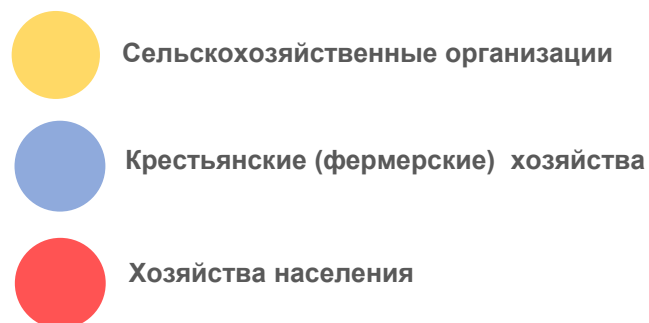 Сельскохозяйственные организации
Крестьянские (фермерские) хозяйства
Хозяйства населения